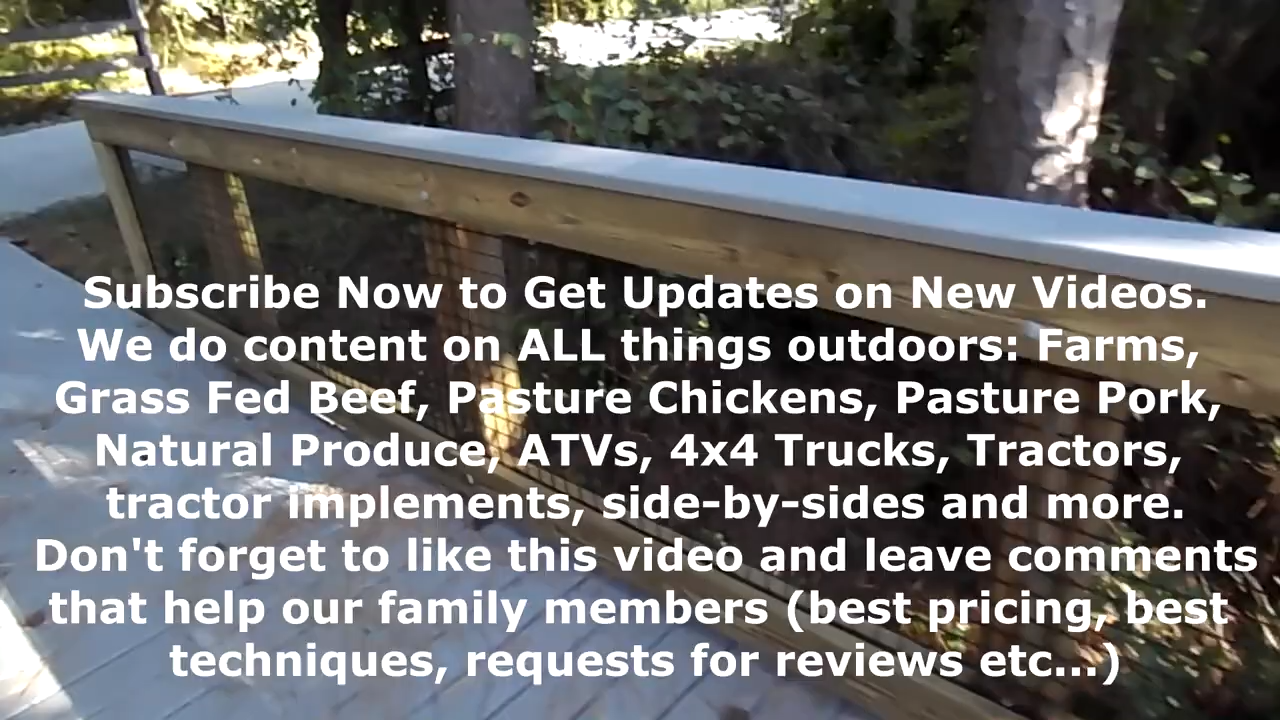 Subscribe Now to Get Updates on New Videos.
We do content on ALL things outdoors: Farms,
Grass Fed Beef, Pasture Chickens, Pasture Pork,
Natural Produce, ATVs, 4x4 Trucks, Tractors,
tractor implements, side-by-sides and more.
Don't forget to like this video and leave comments
that help our family members (best pricing, best
techniques, requests for reviews etc...)